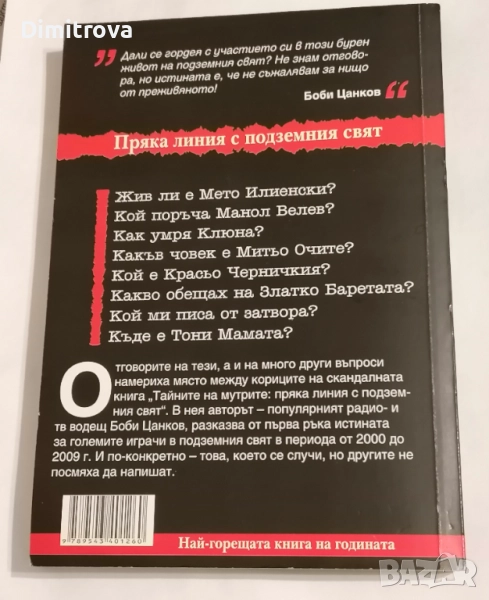 Dimitrova
„Дали се гордея с участието си в този бурен
живот на подземния свят? Не знам отгово-
ра, но истината е, че не съжалявам за нищо
от преживяното!
Боби Цанков“
Пряка линия с подземния свят
Жив ли е Мето Илиенски?
Кой поръча Манол Велев?
Как умря Клюна?
Какъв човек е Митьо Очите?
Кой е Красьо Черничкия?
Какво обещах на Златко Баретата?
Кой ми писа от затвора?
Къде е Тони Мамата?
Отговорите на тези, а и на много други въпроси
намериха място между кориците на скандалната
книга „Тайните на мутрите: пряка линия с подзем-
ния свят“. В нея авторът – популярният радио- и
тв водещ Боби Цанков, разказва от първа ръка истината
за големите играчи в подземния свят в периода от 2000 до
2009 г. И по-конкретно – това, което се случи, но другите не
посмяха да напишат.
9 789543 401260
Най-горещата книга на годината
BAZAR